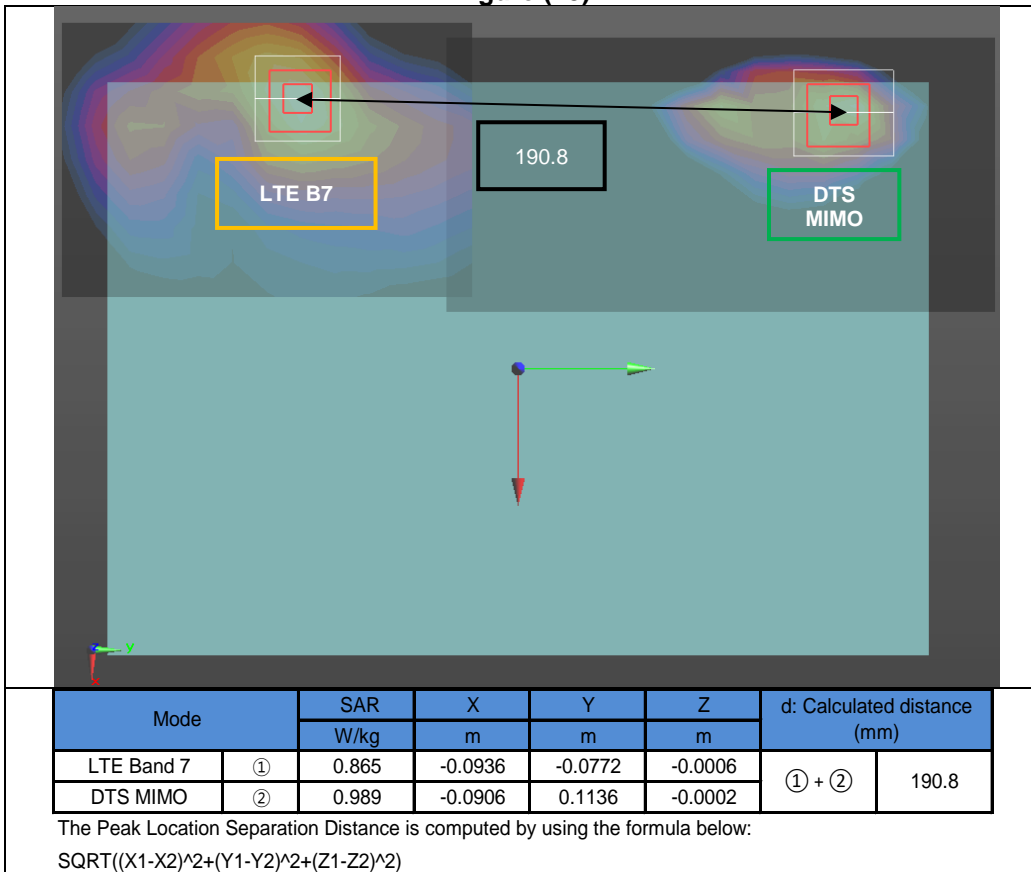 190.8
LTE B7
DTS
MIMO
y
x
Mode SAR X Y Z d: Calculated distance
(mm)
W/kg m m m
LTE Band 7 ① 0.865 -0.0936 -0.0772 -0.0006 ① + ② 190.8
DTS MIMO ② 0.989 -0.0906 0.1136 -0.0002
The Peak Location Separation Distance is computed by using the formula below:
SQRT((X1-X2)^2+(Y1-Y2)^2+(Z1-Z2)^2)